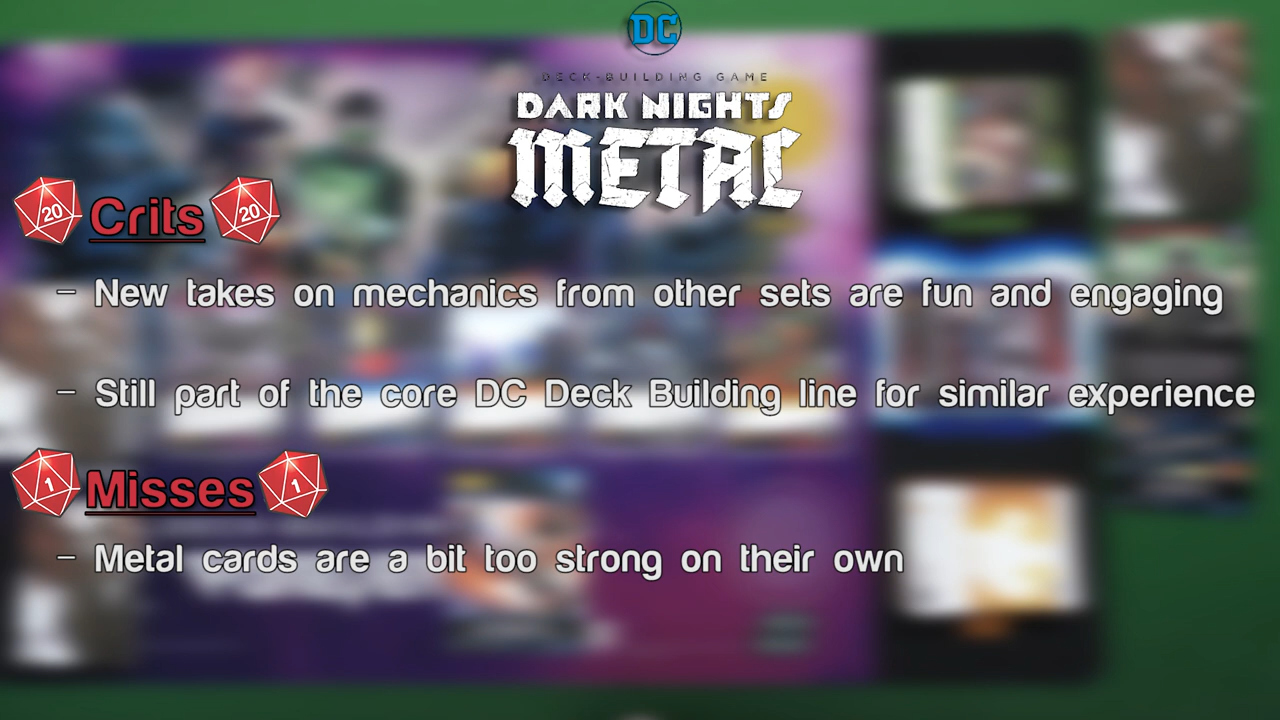 DC
DECK-BUILDING GAME
DARK NIGHTS
METAL
20 Crits 20
- New takes on mechanics from other sets are fun and engaging
- Still part of the core DC Deck Building line for similar experience
1 Misses 1
- Metal cards are a bit too strong on their own